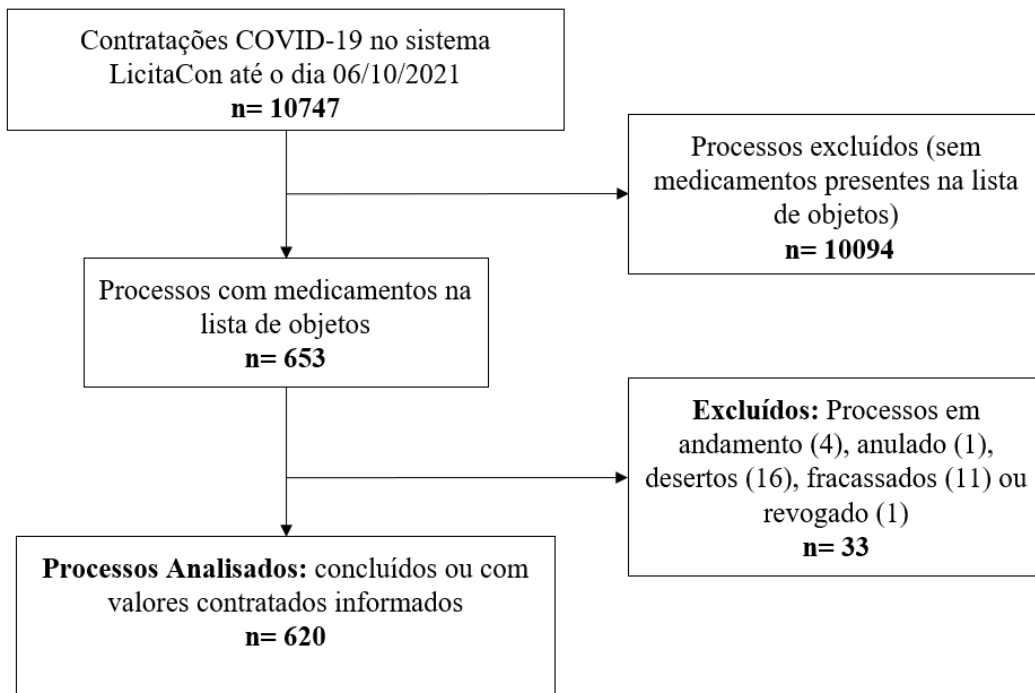 Contratações COVID-19 no sistema
LicitaCon até o dia 06/10/2021
n= 10747
Processos excluídos (sem
medicamentos presentes na lista
de objetos)
n= 10094
Processos com medicamentos na
lista de objetos
n= 653
Excluídos: Processos em
andamento (4), anulado (1),
desertos (16), fracassados (11) ou
revogado (1)
n= 33
Processos Analisados: concluídos ou com
valores contratados informados
n= 620